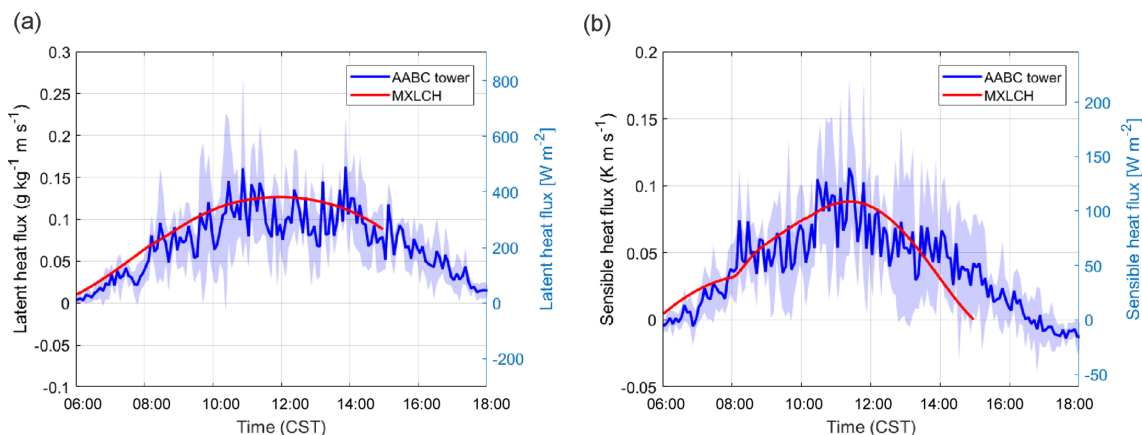 (a)
(b)
0.3
0.25
0.2
0.15
0.1
0.05
0
-0.05
-0.1
Latent heat flux (g kg-1 m s-1)
AABC tower
MXLCH
800
600
400
200
0
-200
Latent heat flux [W m-2]
06:00 08:00 10:00 12:00 14:00 16:00 18:00
Time (CST)
0.2
0.15
0.1
0.05
0
-0.05
Sensible heat flux (K m s-1)
AABC tower
MXLCH
200
150
100
50
0
-50
Sensible heat flux [W m-2]
06:00 08:00 10:00 12:00 14:00 16:00 18:00
Time (CST)